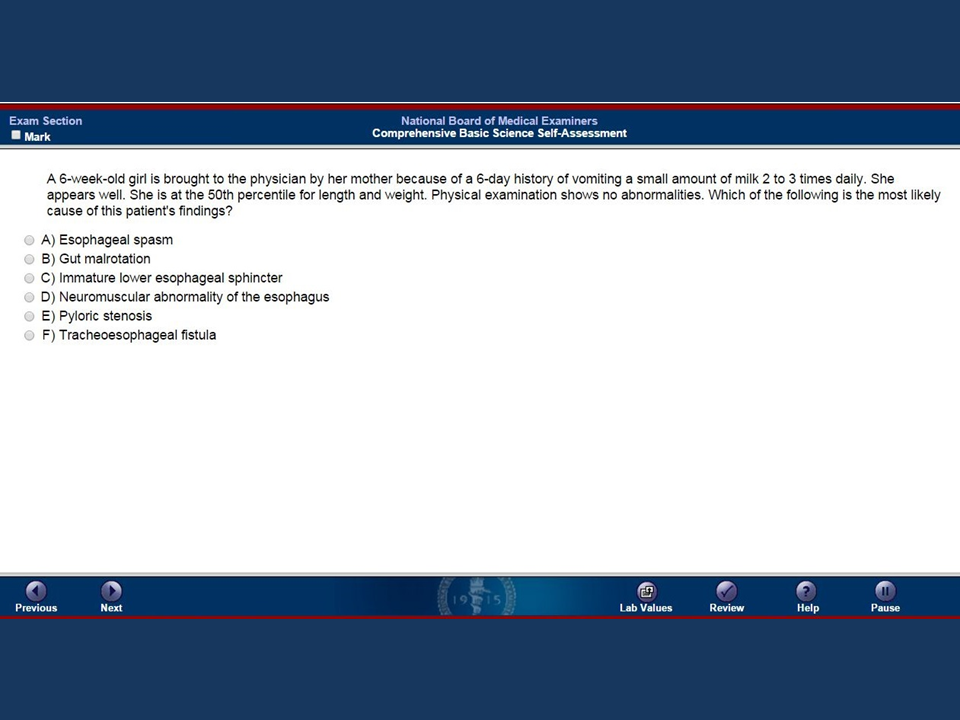 Exam Section
Mark
National Board of Medical Examiners
Comprehensive Basic Science Self-Assessment
A 6-week-old girl is brought to the physician by her mother because of a 6-day history of vomiting a small amount of milk 2 to 3 times daily. She
appears well. She is at the 50th percentile for length and weight. Physical examination shows no abnormalities. Which of the following is the most likely
cause of this patient's findings?
A) Esophageal spasm
B) Gut malrotation
C) Immature lower esophageal sphincter
D) Neuromuscular abnormality of the esophagus
E) Pyloric stenosis
F) Tracheoesophageal fistula
1915
Previous
Next
Lab Values
Review
Help
Pause